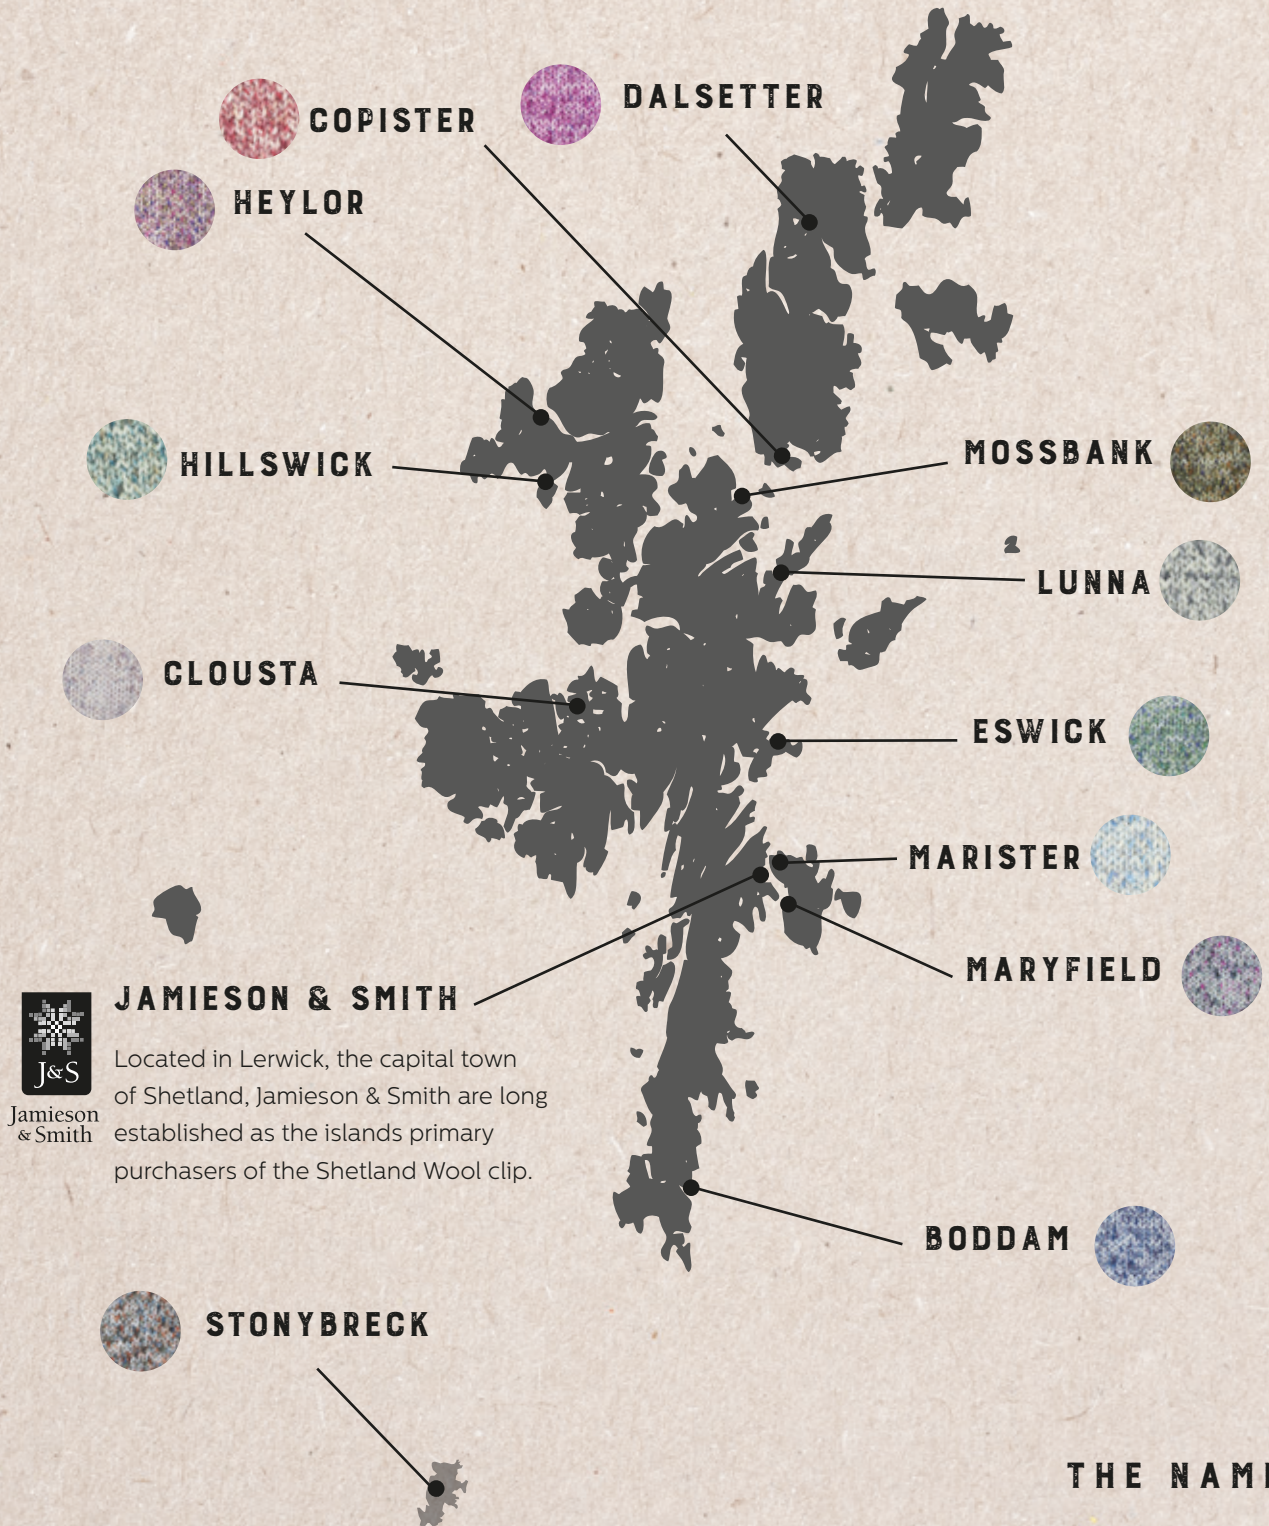 DALSETTER
COPISTER
HEYLOR
HILLSWICK
MOSSBANK
LUNNA
CLOUSTA
ESWICK
MARISTER
MARYFIELD
JAMIESON & SMITH
Located in Lerwick, the capital town
of Shetland, Jamieson & Smith are long
established as the islands primary
purchasers of the Shetland Wool clip.
J&S
Jamieson
& Smith
BODDAM
STONYBRECK
THE NAM